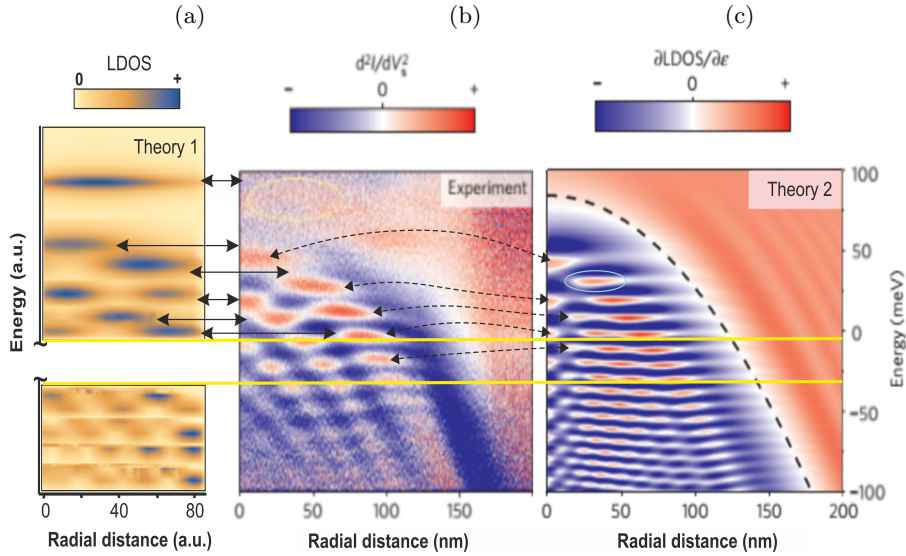 (a) (b) (c)
LDOS
0 +
d²I/dVₛ²
− 0 +
∂LDOS/∂ε
− 0 +
Theory 1
Experiment
Theory 2
Energy (a.u.)
~
~
0 40 80
Radial distance (a.u.)
0 50 100 150
Radial distance (nm)
0 50 100 150 200
Radial distance (nm)
100
50
0
−50
−100
Energy (meV)